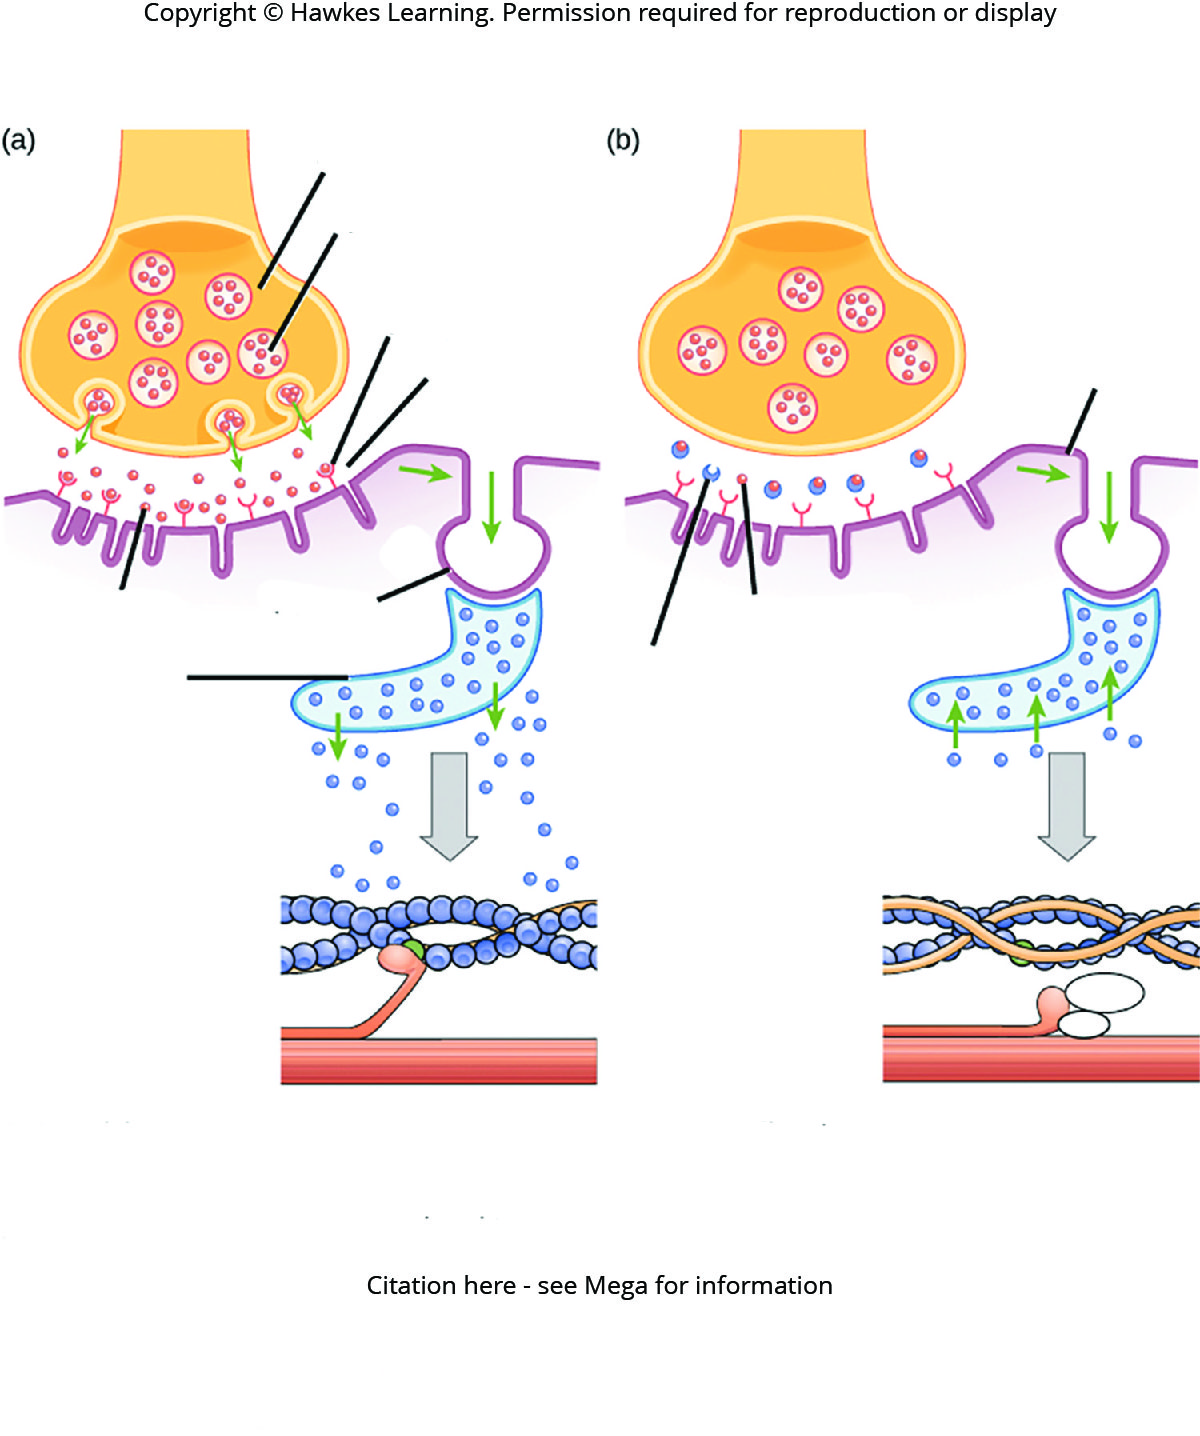 Copyright © Hawkes Learning. Permission required for reproduction or display
(a)
(b)
Citation here - see Mega for information